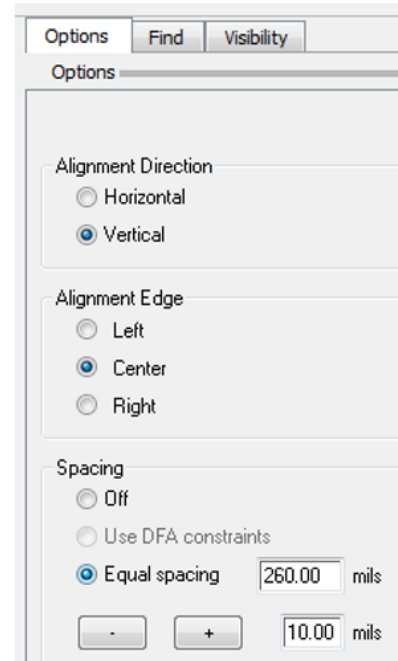 Options Find Visibility
Options
Alignment Direction
Horizontal
Vertical
Alignment Edge
Left
Center
Right
Spacing
Off
Use DFA constraints
Equal spacing 260.00 mils
- + 10.00 mils